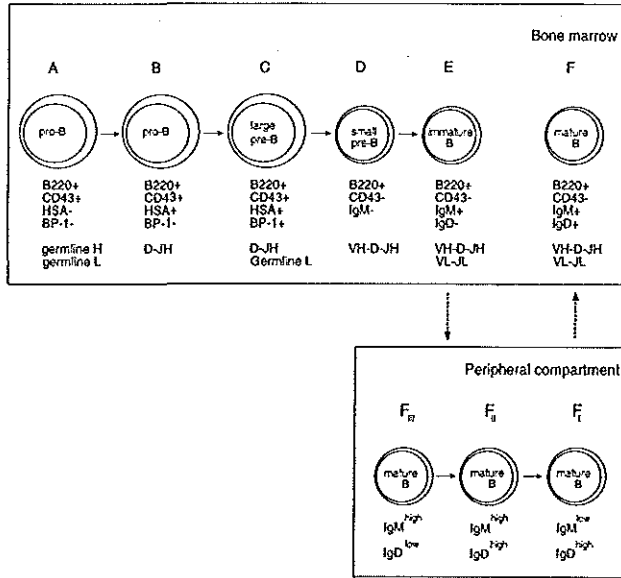 Bone marrow
A B C D E F
pro-B pro-B large pre-B small pre-B immature B mature B
B220+ B220+ B220+ B220+ B220+ B220+
CD43+ CD43+ CD43+ CD43- CD43- CD43-
HSA- HSA+ HSA+ IgM- IgM+ IgM+
BP-1- BP-1- BP-1+ IgD- IgD+
germline H D-JH D-JH VH-D-JH VH-D-JH VH-D-JH
germline L Germline L VL-JL VL-JL
Peripheral compartment
F III F II F I
mature B mature B mature B
IgM high IgM high IgM low
IgD low IgD high IgD high